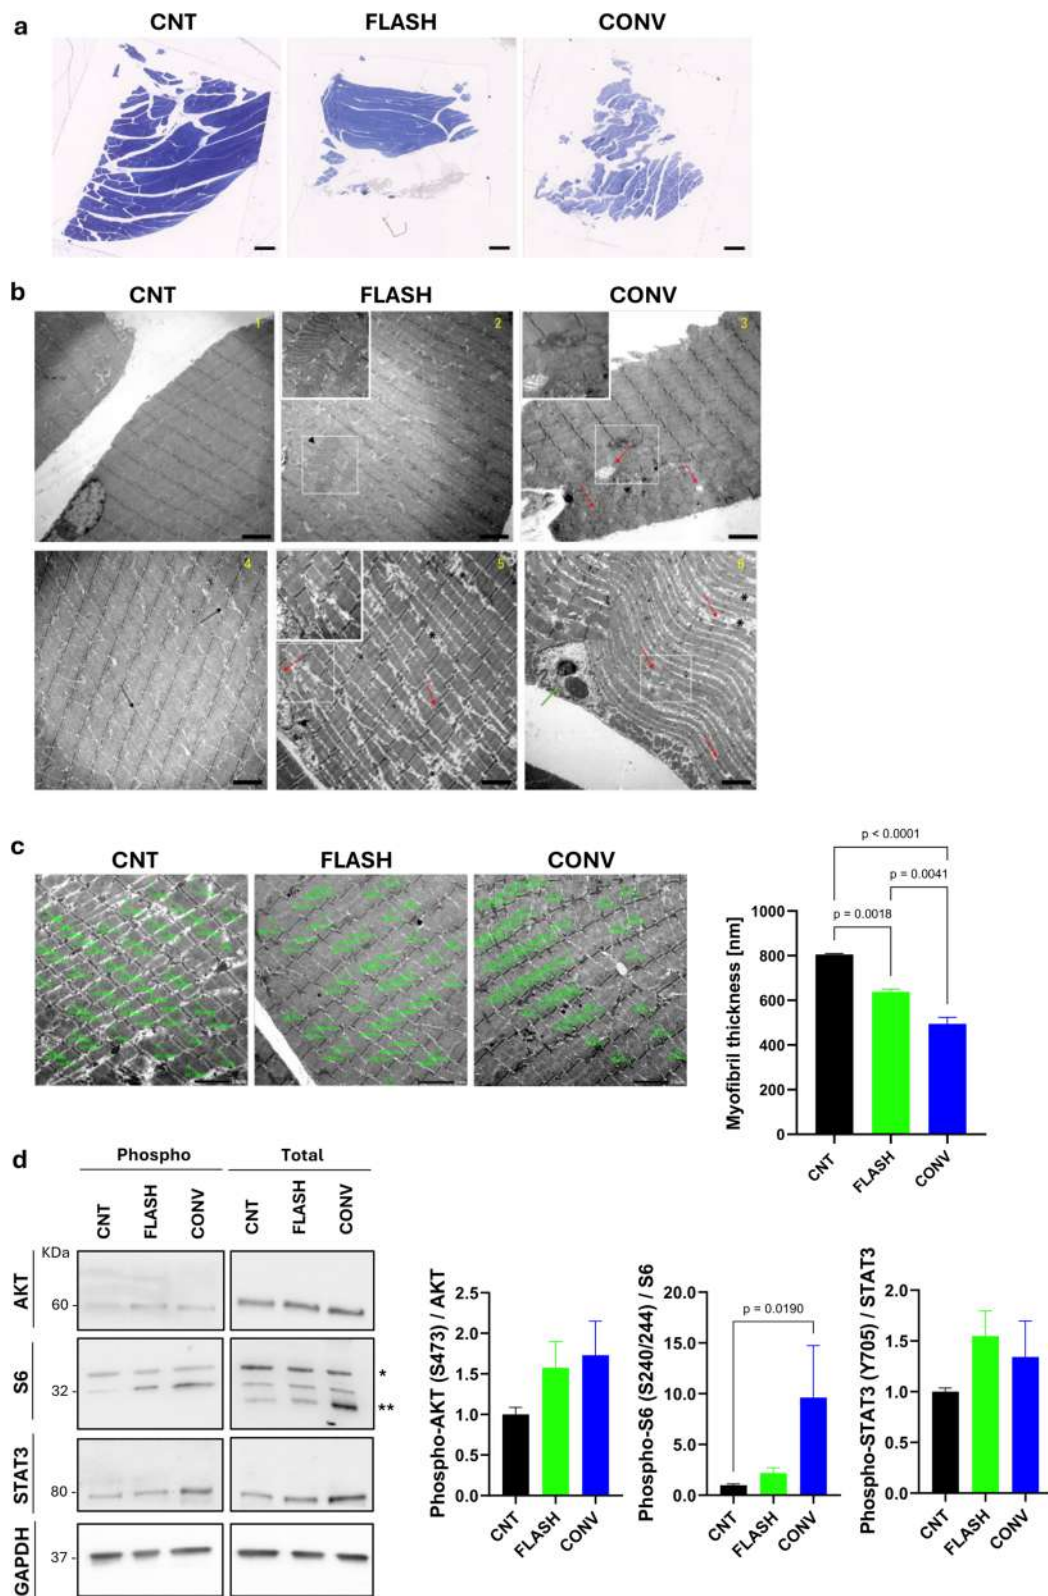 a
CNT FLASH CONV
b
CNT FLASH CONV
1 2 3
4 5 6
c
CNT FLASH CONV
p < 0.0001
p = 0.0041
p = 0.0018
Myofibril thickness [nm]
1000
800
600
400
200
0
CNT FLASH CONV
d
Phospho Total
CNT FLASH CONV CNT FLASH CONV
KDa
AKT
60
S6
*
32
**
STAT3
80
GAPDH
37
Phospho-AKT (S473) / AKT
2.5
2.0
1.5
1.0
0.5
0.0
CNT FLASH CONV
Phospho-S6 (S240/244) / S6
p = 0.0190
20.0
15.0
10.0
5.0
0.0
CNT FLASH CONV
Phospho-STAT3 (Y705) / STAT3
2.0
1.5
1.0
0.5
0.0
CNT FLASH CONV